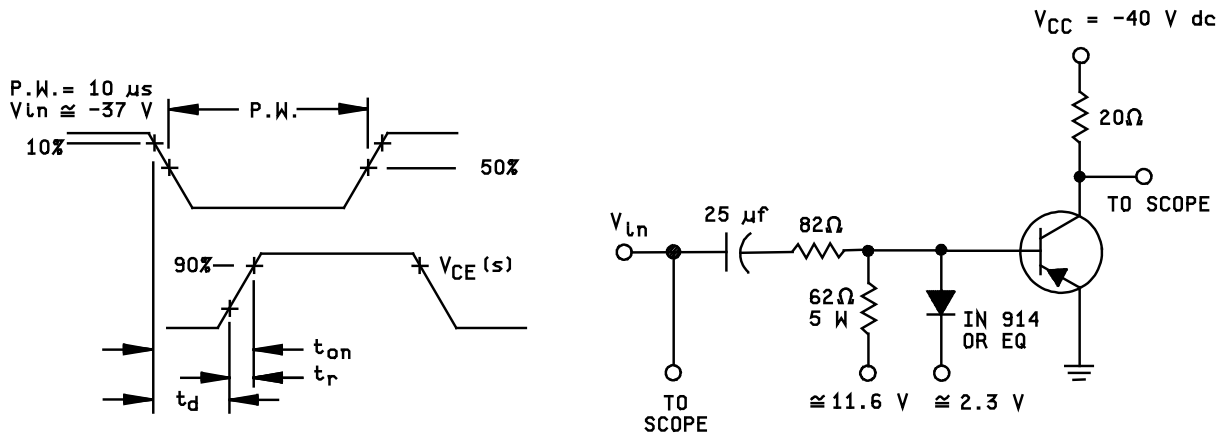 V_CC = -40 V dc
P.W.= 10 µs
Vin ≅ -37 V
P.W.
10%
50%
20Ω
TO SCOPE
V_in
25 µf
82Ω
90%
V_CE (s)
62Ω
5 W
IN 914
OR EQ
t_on
t_r
t_d
TO
SCOPE
≅ 11.6 V
≅ 2.3 V